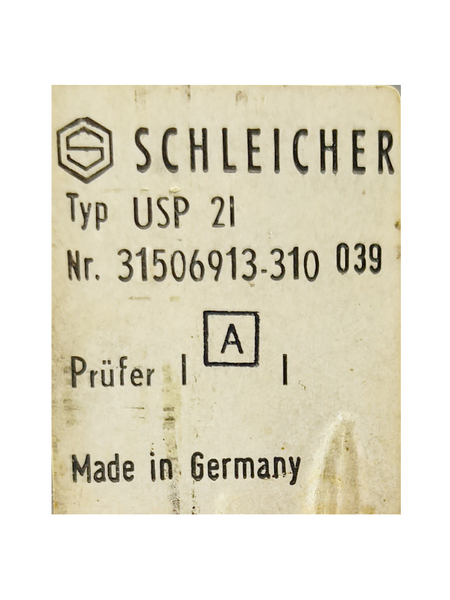 SCHLEICHER
Typ USP 21
Nr. 31506913-310 039
A
Prüfer | |
Made in Germany